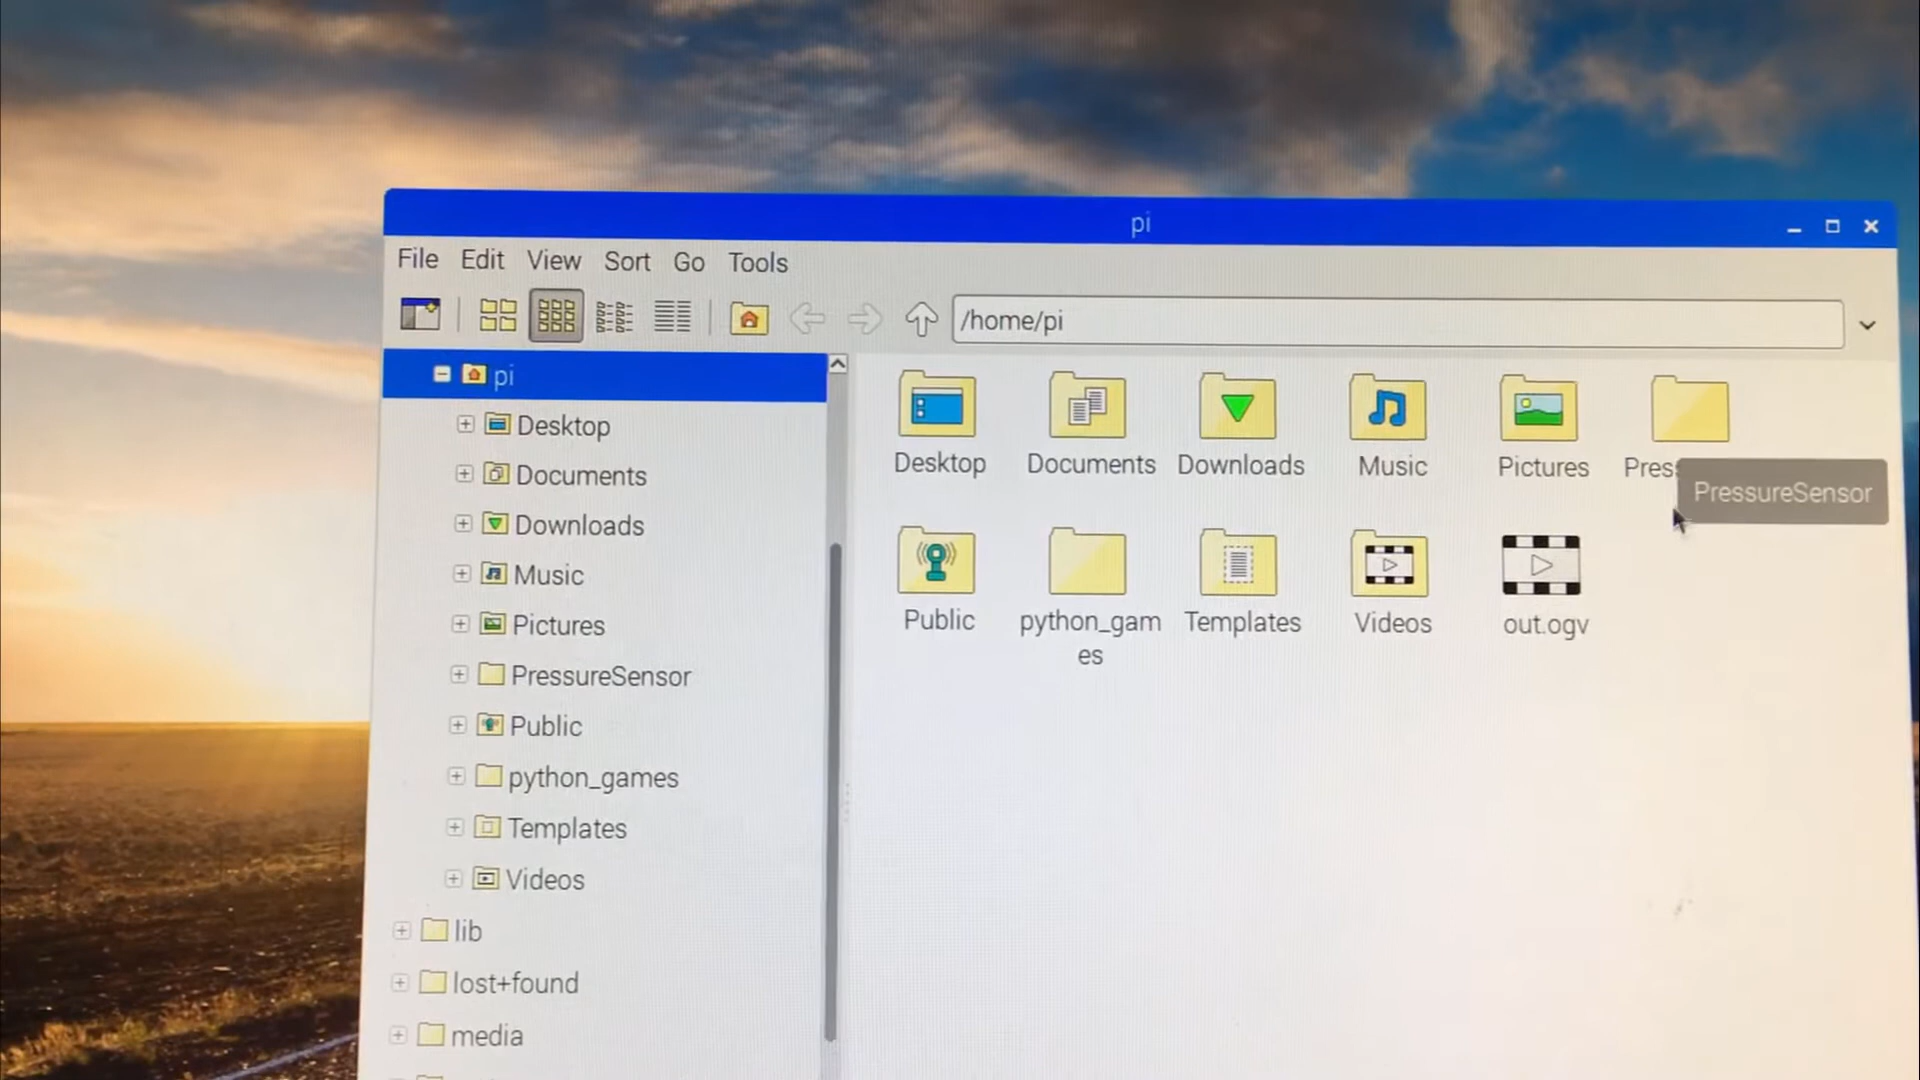 pi
File Edit View Sort Go Tools
/home/pi
pi
Desktop
Documents
Downloads
Music
Pictures
PressureSensor
Public
python_games
Templates
Videos
lib
lost+found
media
Desktop Documents Downloads Music Pictures Press
PressureSensor
Public python_gam Templates Videos out.ogv
es